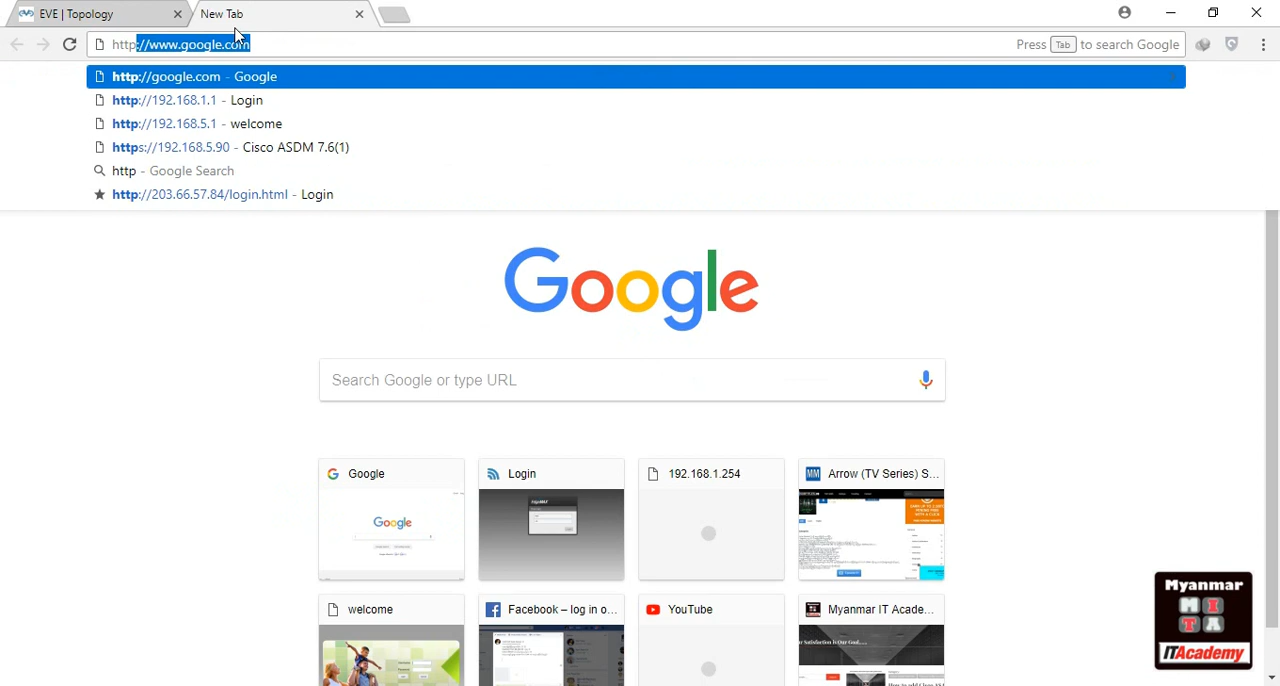 EVE | Topology
New Tab
http://www.google.com
Press Tab to search Google
http://google.com - Google
http://192.168.1.1 - Login
http://192.168.5.1 - welcome
https://192.168.5.90 - Cisco ASDM 7.6(1)
http - Google Search
http://203.66.57.84/login.html - Login
Google
Search Google or type URL
Google
Login
192.168.1.254
MM Arrow (TV Series) S...
Google
welcome
Facebook – log in o...
YouTube
Myanmar IT Acade...
Myanmar
MITA
ITAcademy